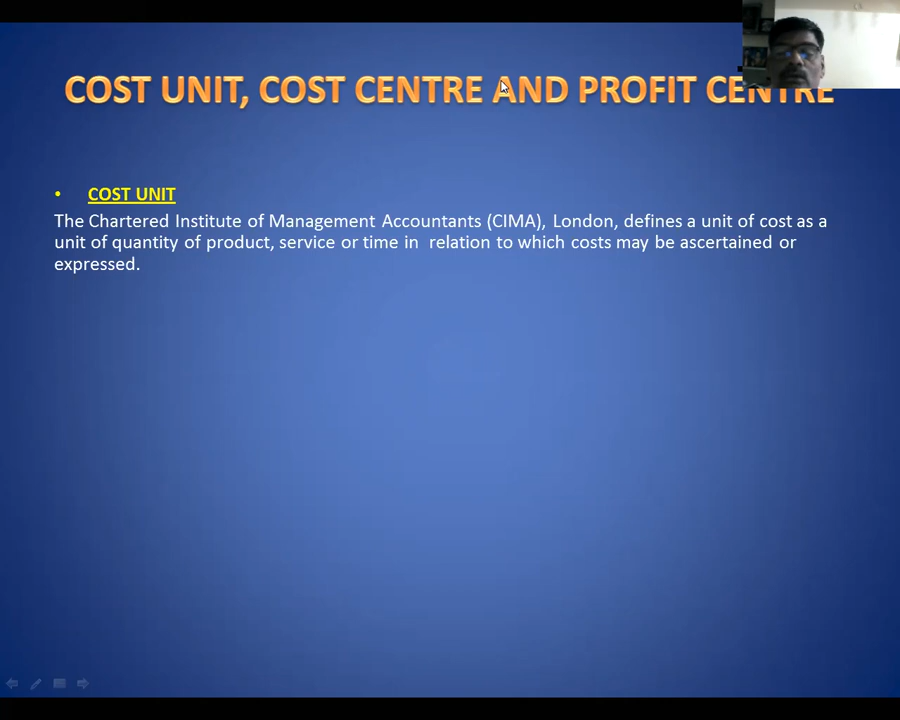 COST UNIT, COST CENTRE AND PROFIT CENTRE
• COST UNIT
The Chartered Institute of Management Accountants (CIMA), London, defines a unit of cost as a
unit of quantity of product, service or time in relation to which costs may be ascertained or
expressed.